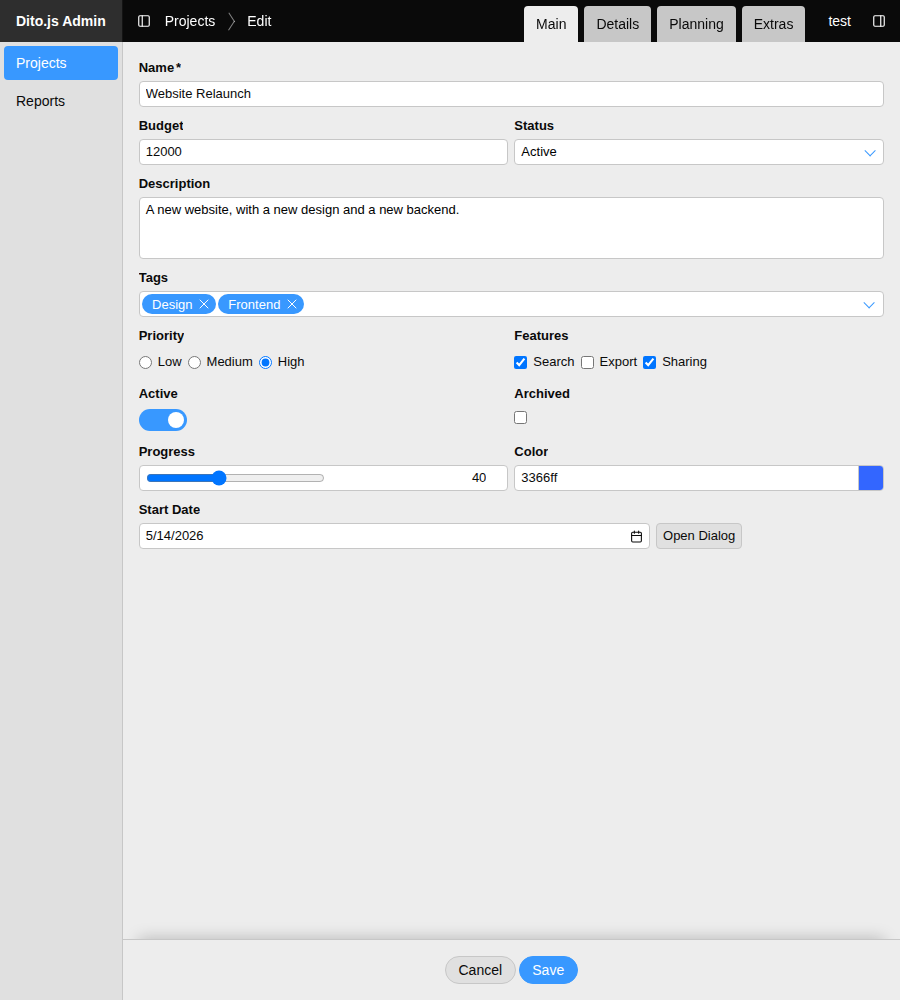 Dito.js Admin Projects Edit Main Details Planning Extras test
Projects
Reports
Name*
Website Relaunch
Budget Status
12000 Active
Description
A new website, with a new design and a new backend.
Tags
Design Frontend
Priority Features
Low Medium High Search Export Sharing
Active Archived
Progress Color
40 3366ff
Start Date
5/14/2026 Open Dialog
Cancel Save